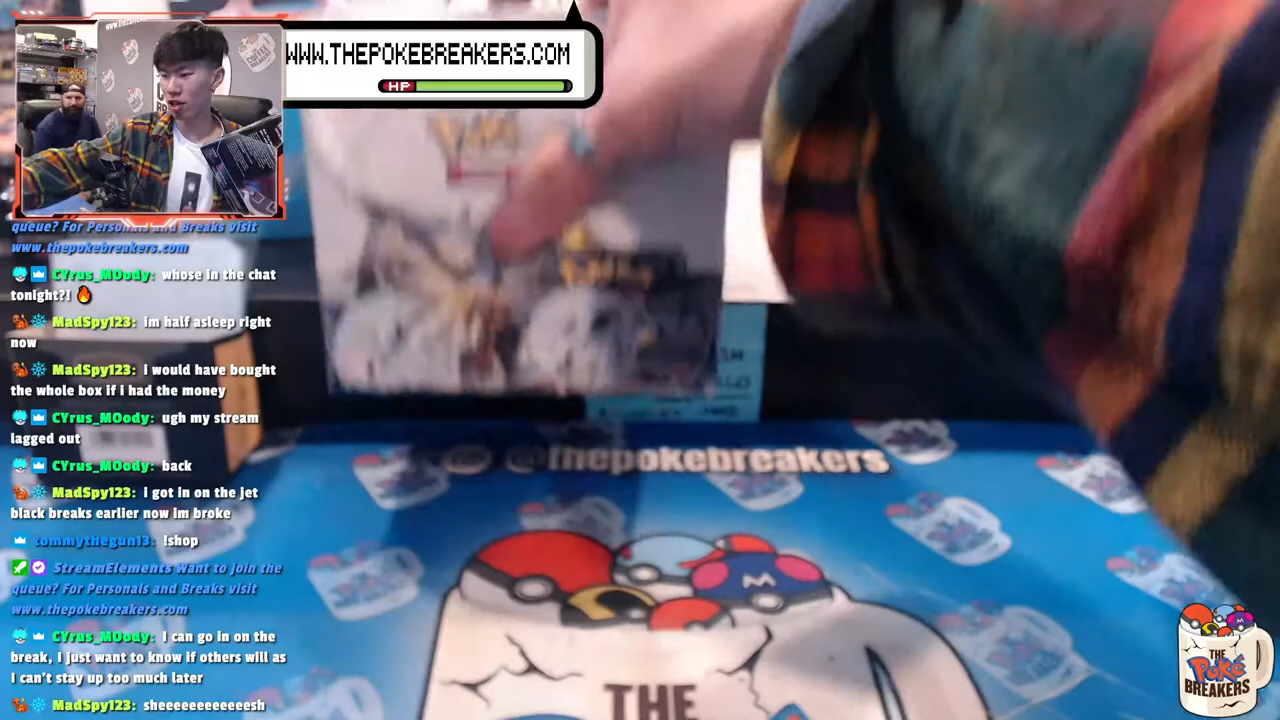 WWW.THEPOKEBREAKERS.COM
HP
queue? For Personals and Breaks visit
www.thepokebreakers.com
CYrus_MOody: whose in the chat
tonight?!
MadSpy123: im half asleep right
now
MadSpy123: I would have bought
the whole box if i had the money
CYrus_MOody: ugh my stream
lagged out
CYrus_MOody: back
MadSpy123: I got in on the jet
black breaks earlier now im broke
tommythegun13: !shop
StreamElements Want to join the
queue? For Personals and Breaks visit
www.thepokebreakers.com
CYrus_MOody: I can go in on the
break, I just want to know if others will as
I can't stay up too much later
MadSpy123: sheeeeeeeeeeesh
@thepokebreakers
M
THE
THE
Poké
BREAKERS